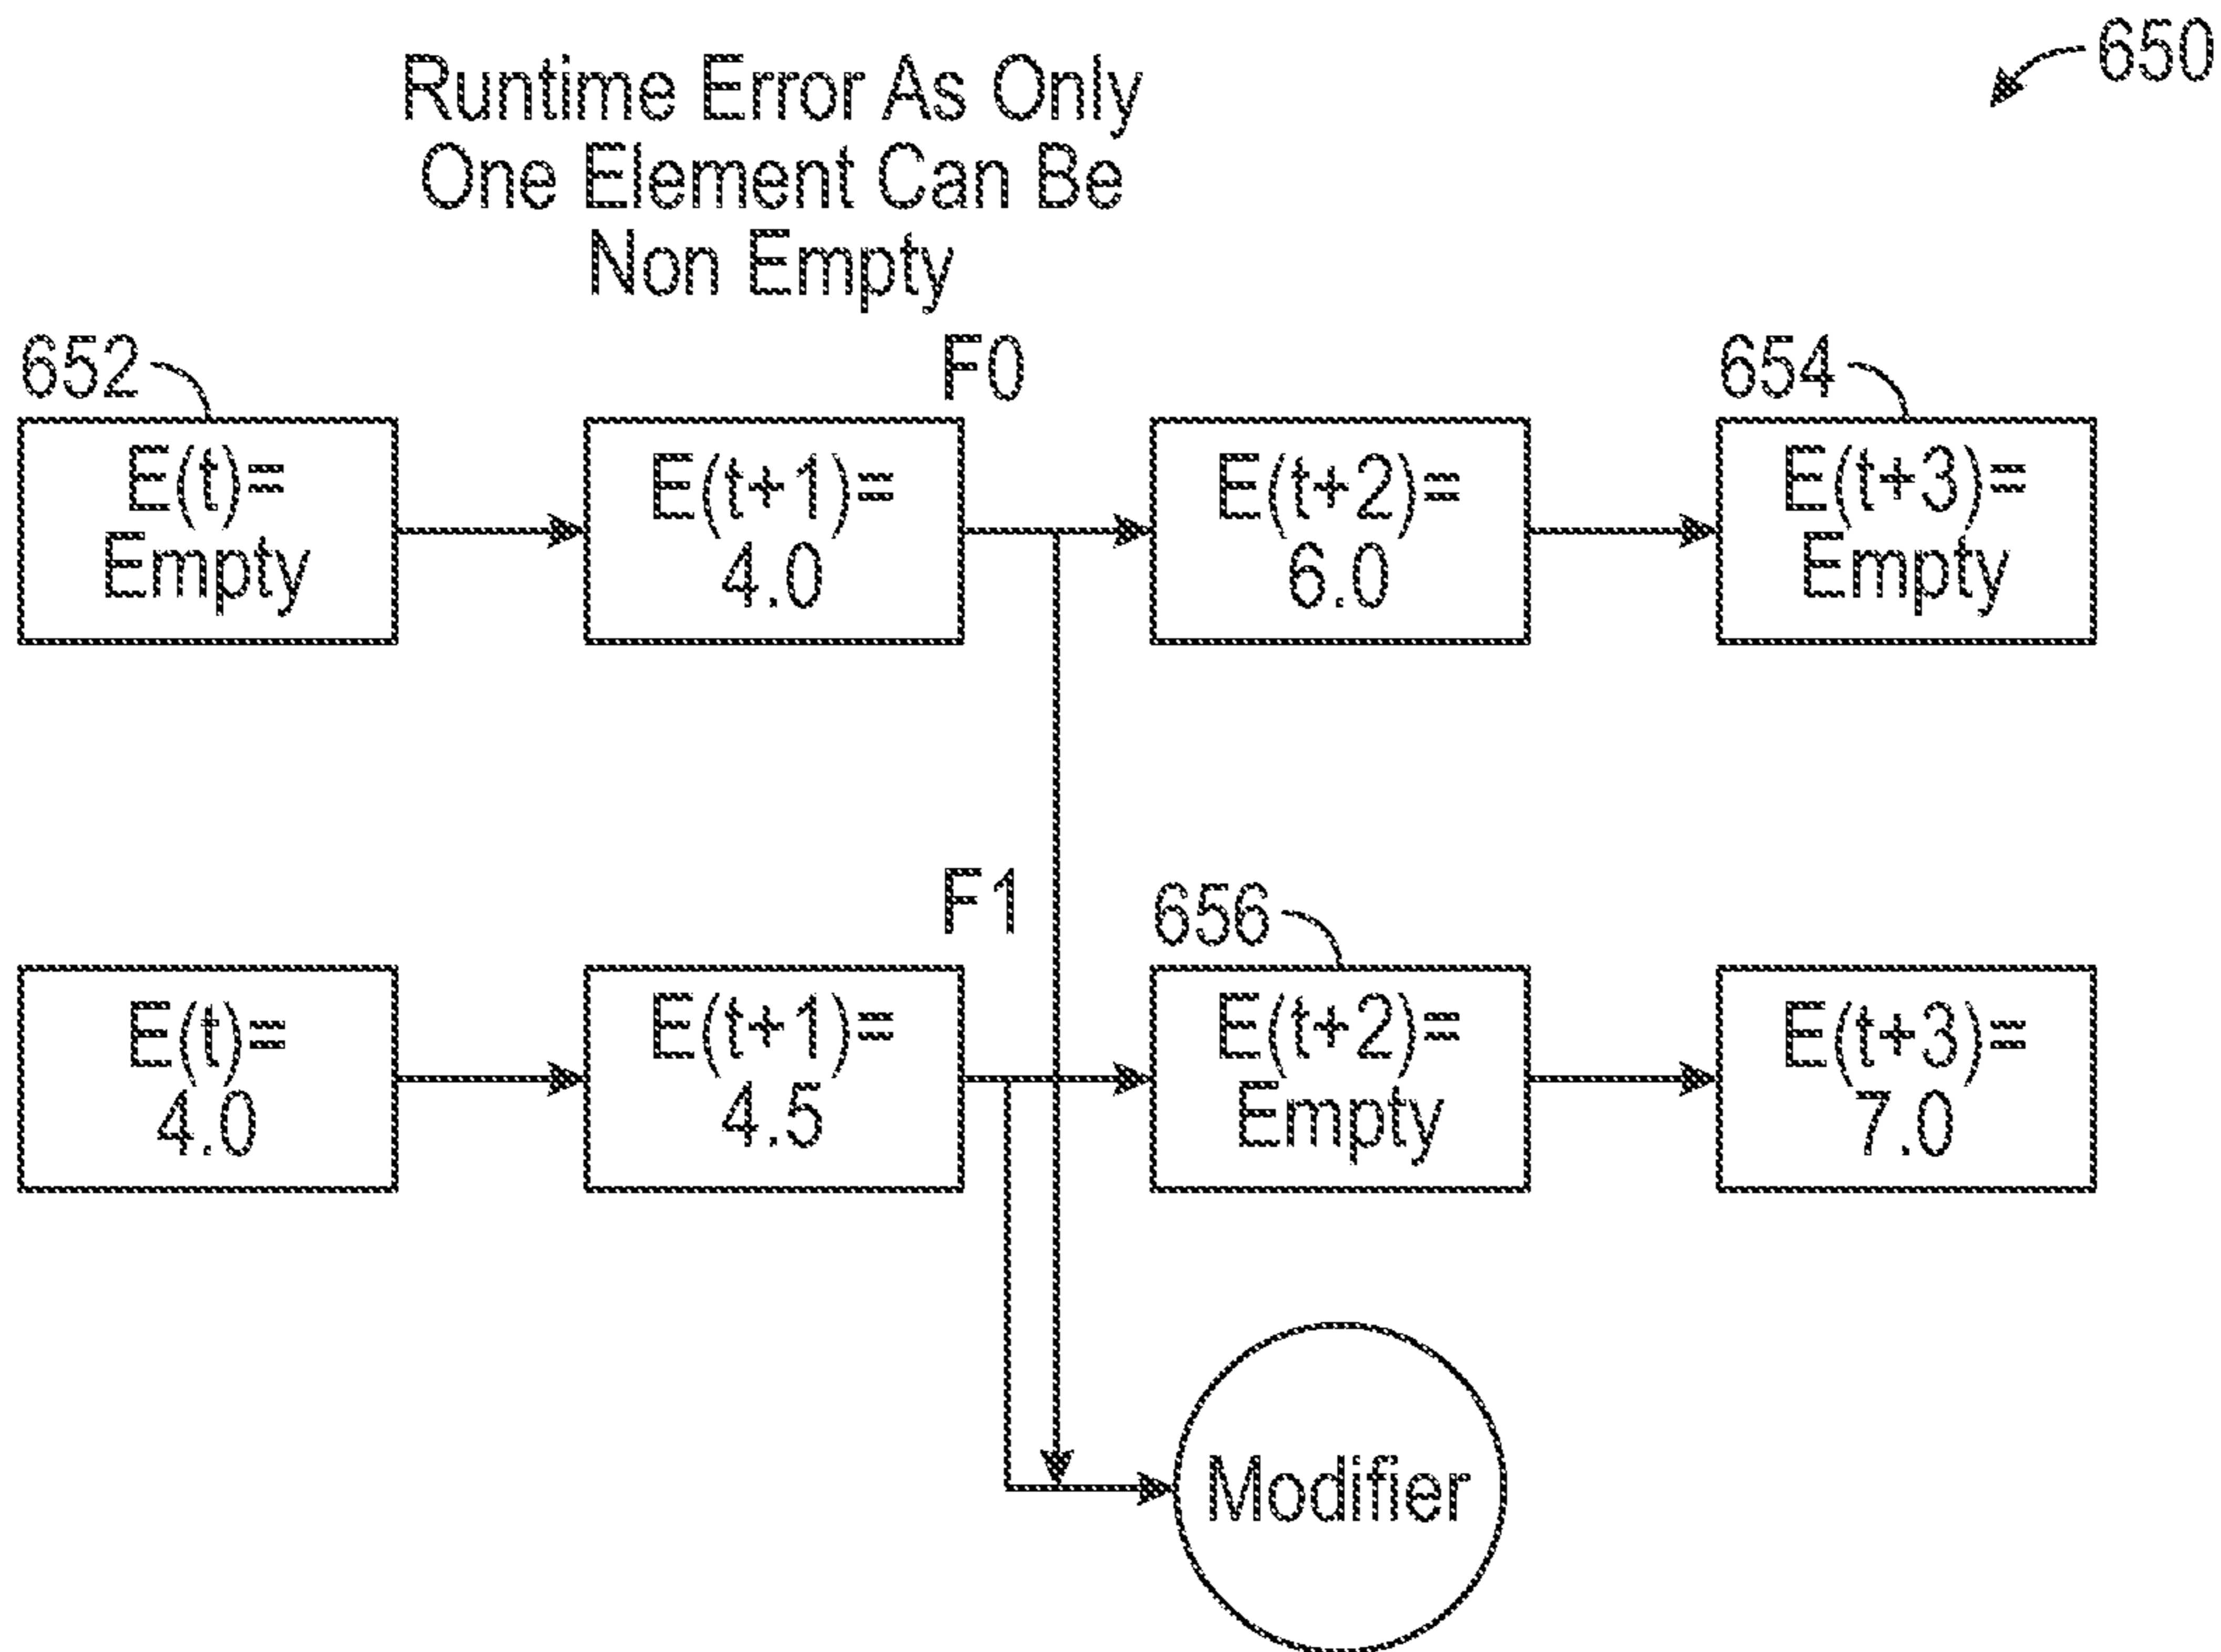 650
Runtime Error As Only
One Element Can Be
Non Empty
652
F0
654
E(t)=
Empty
E(t+1)=
4.0
E(t+2)=
6.0
E(t+3)=
Empty
F1
656
E(t)=
4.0
E(t+1)=
4.5
E(t+2)=
Empty
E(t+3)=
7.0
Modifier